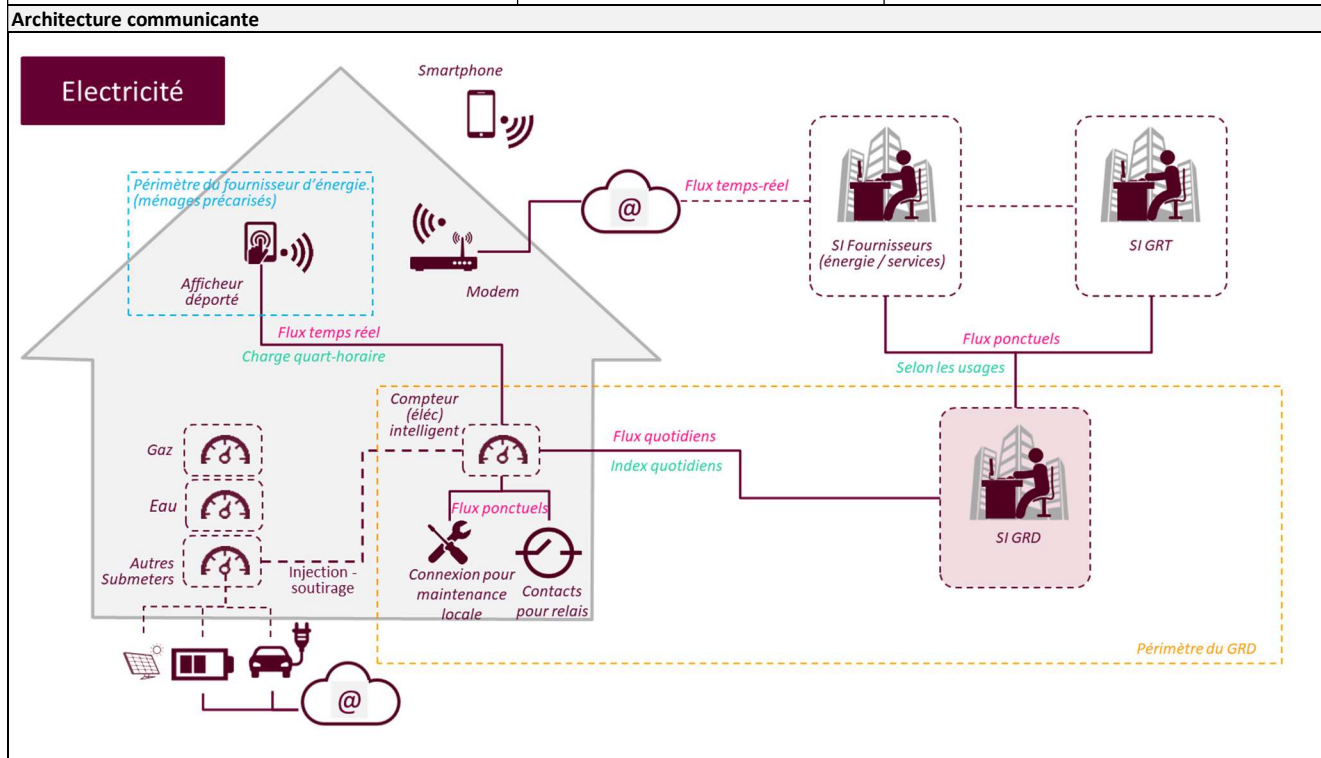 Architecture communicante
Electricité
Smartphone
Périmètre du fournisseur d'énergie.
(ménages précarisés)
Afficheur
déporté
Modem
@
Flux temps-réel
SI Fournisseurs
(énergie / services)
SI GRT
Flux temps réel
Charge quart-horaire
Flux ponctuels
Selon les usages
Compteur
(éléc)
intelligent
Flux quotidiens
Index quotidiens
Gaz
Eau
Autres
Submeters
Injection -
soutirage
Flux ponctuels
Connexion pour
maintenance
locale
Contacts
pour relais
SI GRD
Périmètre du GRD
@